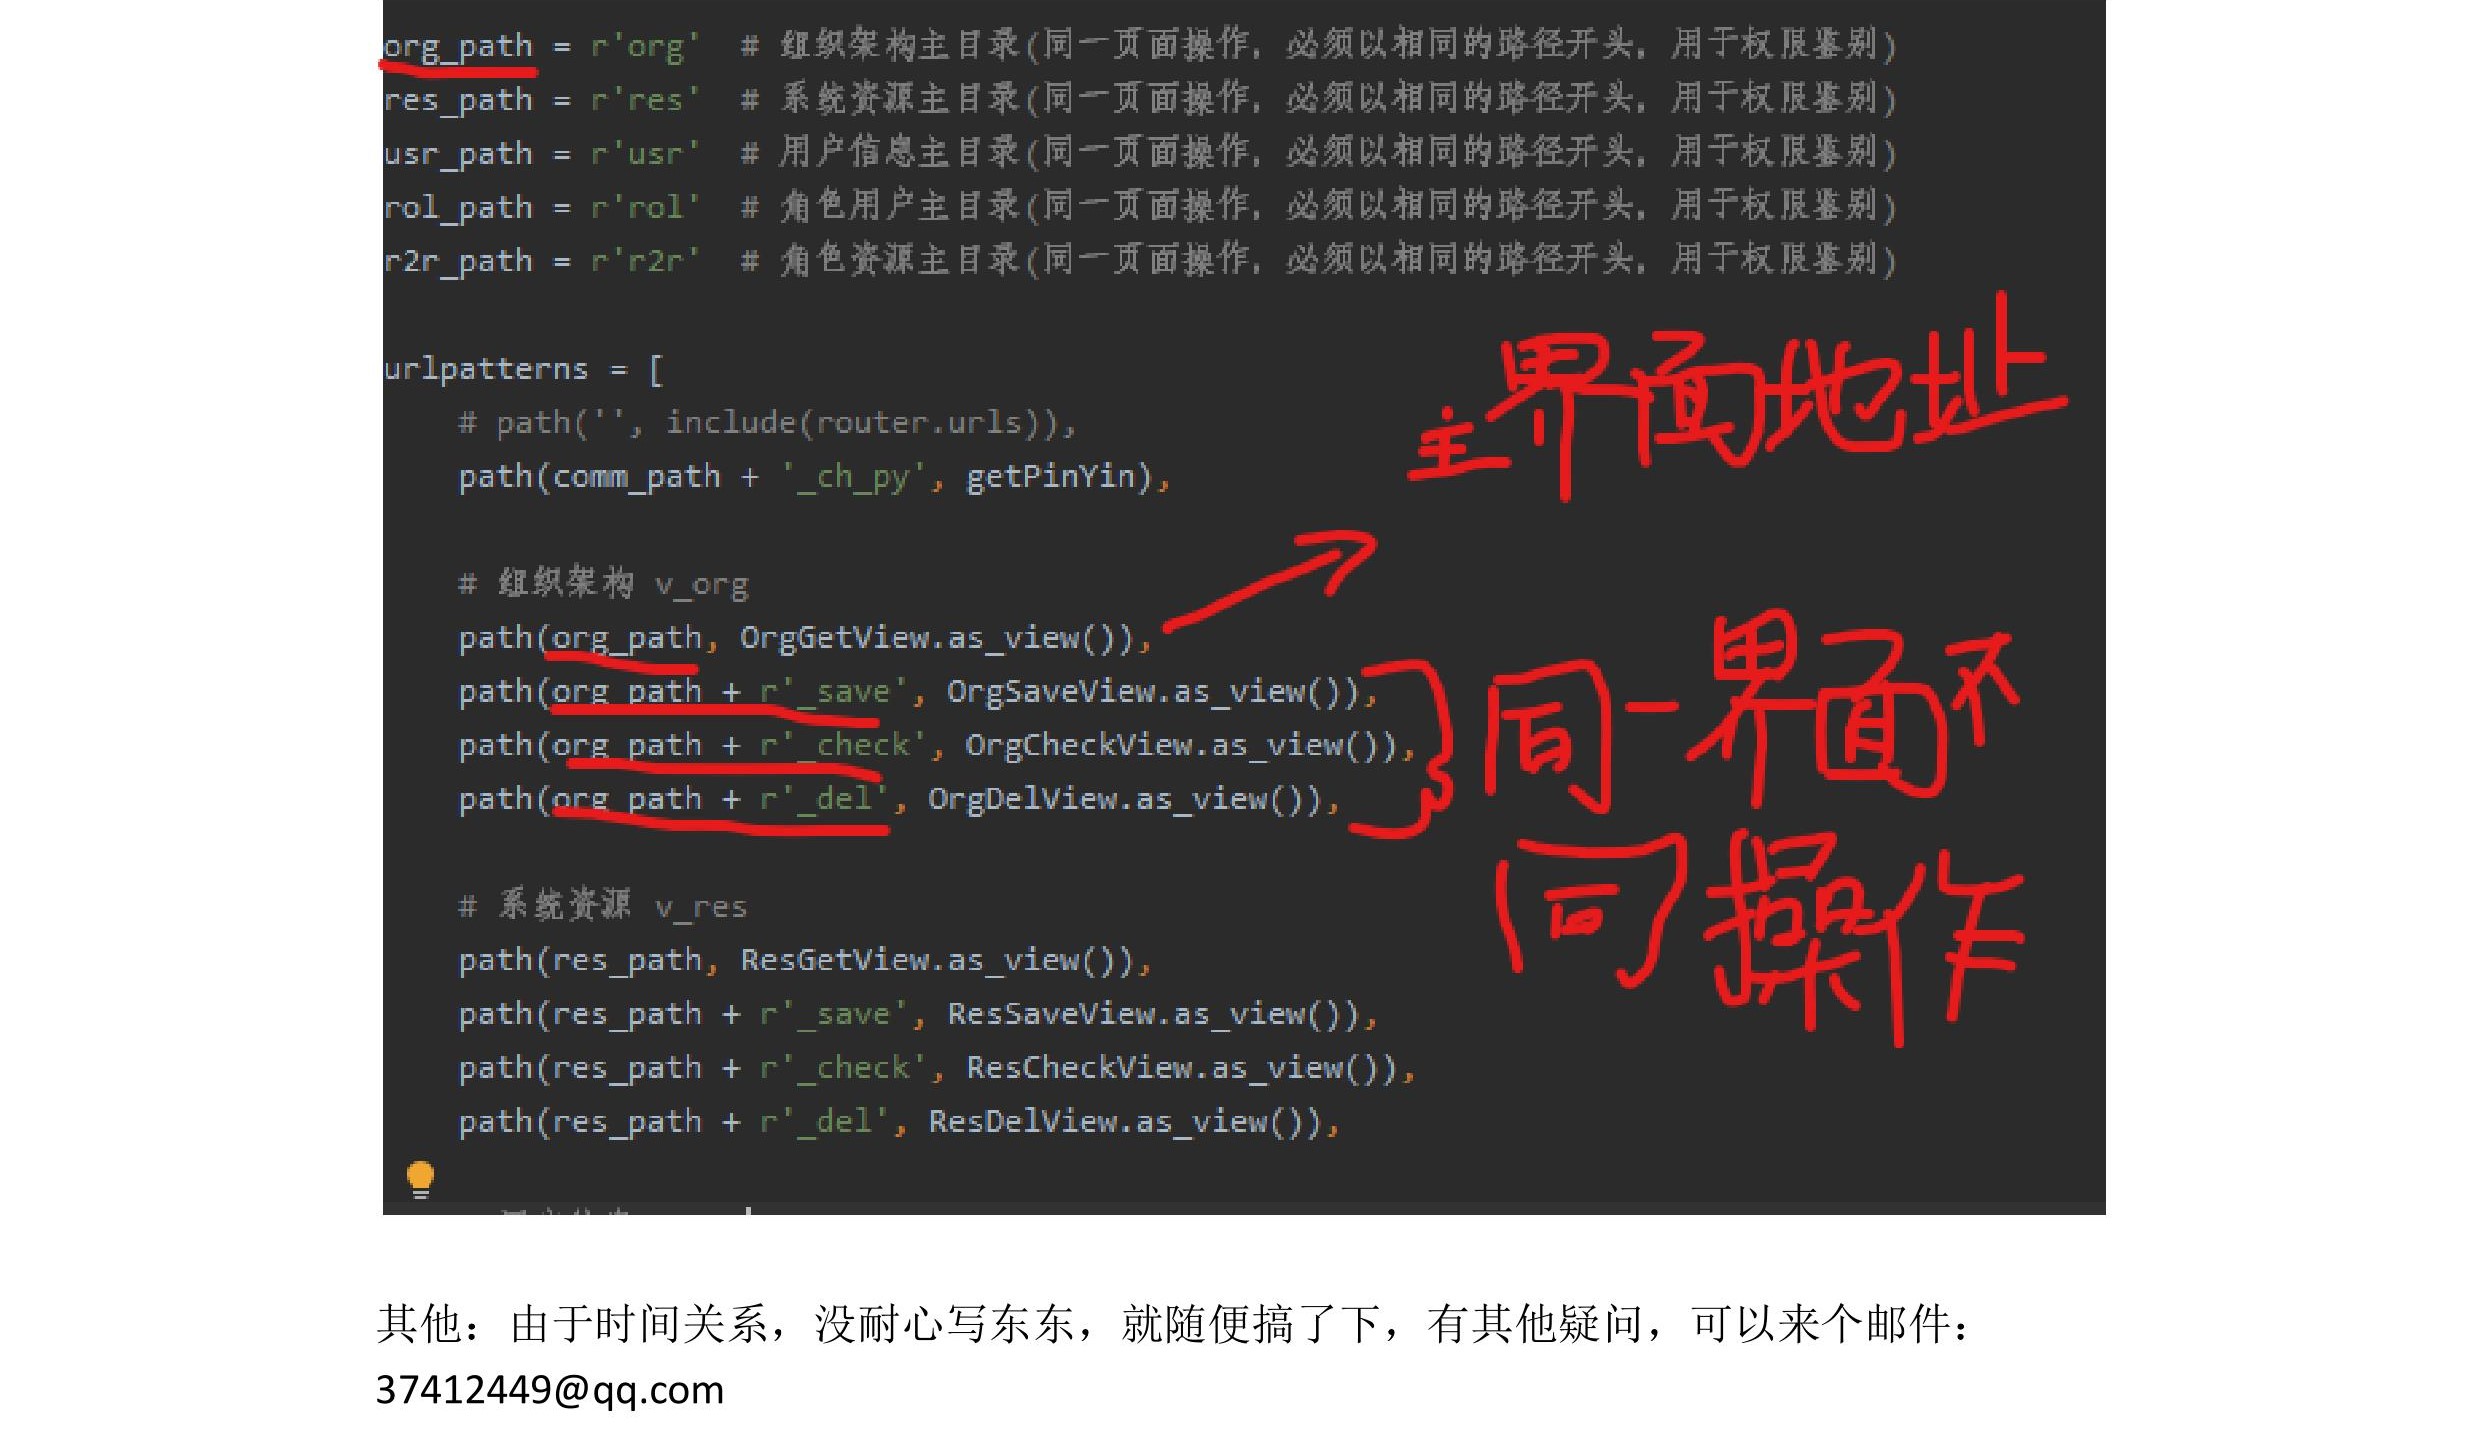 org_path = r'org'  # 组织架构主目录(同一页面操作，必须以相同的路径开头，用于权限鉴别)
res_path = r'res'  # 系统资源主目录(同一页面操作，必须以相同的路径开头，用于权限鉴别)
usr_path = r'usr'  # 用户信息主目录(同一页面操作，必须以相同的路径开头，用于权限鉴别)
rol_path = r'rol'  # 角色用户主目录(同一页面操作，必须以相同的路径开头，用于权限鉴别)
r2r_path = r'r2r'  # 角色资源主目录(同一页面操作，必须以相同的路径开头，用于权限鉴别)
urlpatterns = [
    # path('', include(router.urls)),
主界面地址
    path(comm_path + '_ch_py', getPinYin),
    # 组织架构 v_org
    path(org_path, OrgGetView.as_view()),
    path(org_path + r'_save', OrgSaveView.as_view()),
    path(org_path + r'_check', OrgCheckView.as_view()),
    path(org_path + r'_del', OrgDelView.as_view()),
同一界面不
同操作
    # 系统资源 v_res
    path(res_path, ResGetView.as_view()),
    path(res_path + r'_save', ResSaveView.as_view()),
    path(res_path + r'_check', ResCheckView.as_view()),
    path(res_path + r'_del', ResDelView.as_view()),
其他：由于时间关系，没耐心写东东，就随便搞了下，有其他疑问，可以来个邮件：
37412449@qq.com